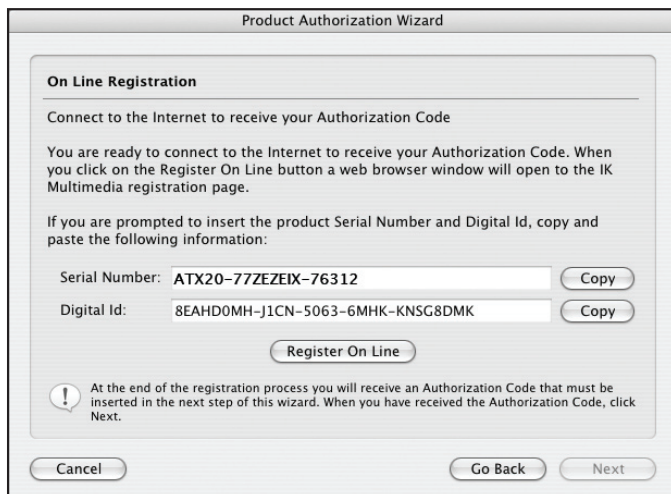 Product Authorization Wizard
On Line Registration
Connect to the Internet to receive your Authorization Code
You are ready to connect to the Internet to receive your Authorization Code. When
you click on the Register On Line button a web browser window will open to the IK
Multimedia registration page.
If you are prompted to insert the product Serial Number and Digital Id, copy and
paste the following information:
Serial Number: ATX20-77ZEZEIX-76312 Copy
Digital Id: 8EAHD0MH-J1CN-5063-6MHK-KNSG8DMK Copy
Register On Line
At the end of the registration process you will receive an Authorization Code that must be
inserted in the next step of this wizard. When you have received the Authorization Code, click
Next.
Cancel Go Back Next